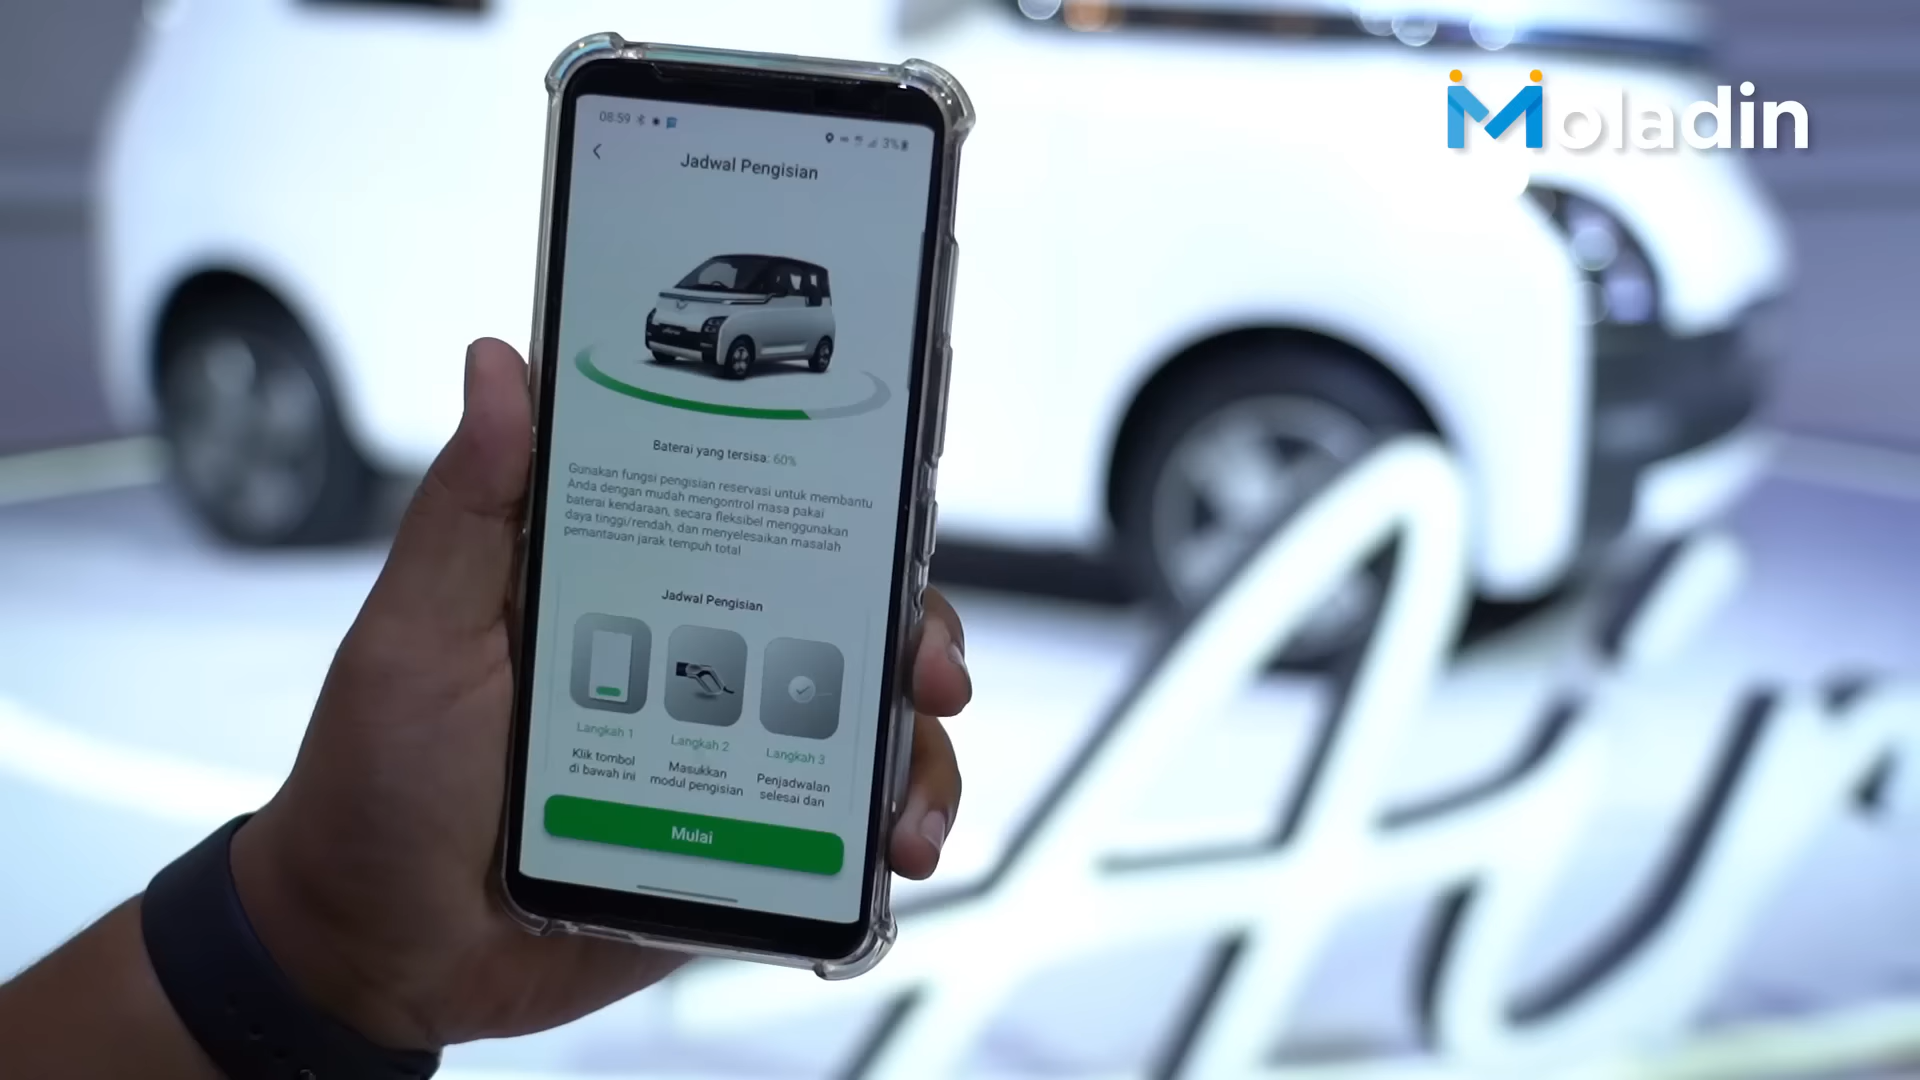 Moladin
08.59
3%
Jadwal Pengisian
Baterai yang tersisa: 60%
Gunakan fungsi pengisian reservasi untuk membantu
Anda dengan mudah mengontrol masa pakai
baterai kendaraan, secara fleksibel menggunakan
daya tinggi/rendah, dan menyelesaikan masalah
pemantauan jarak tempuh total
Jadwal Pengisian
Langkah 1
Langkah 2
Langkah 3
Klik tombol
di bawah ini
Masukkan
modul pengisian
Penjadwalan
selesai dan
Mulai
Air